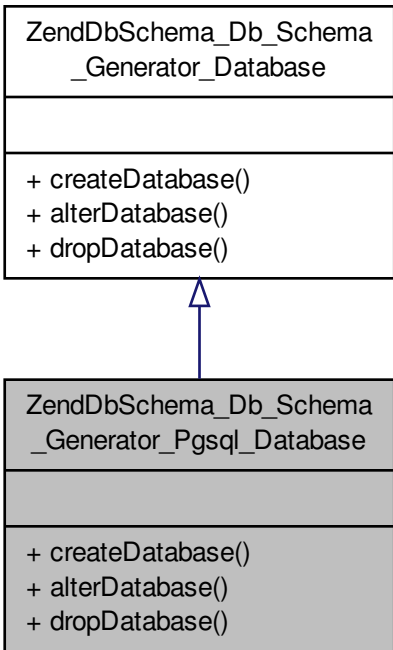 ZendDbSchema_Db_Schema
_Generator_Database
+ createDatabase()
+ alterDatabase()
+ dropDatabase()
ZendDbSchema_Db_Schema
_Generator_Pgsql_Database
+ createDatabase()
+ alterDatabase()
+ dropDatabase()